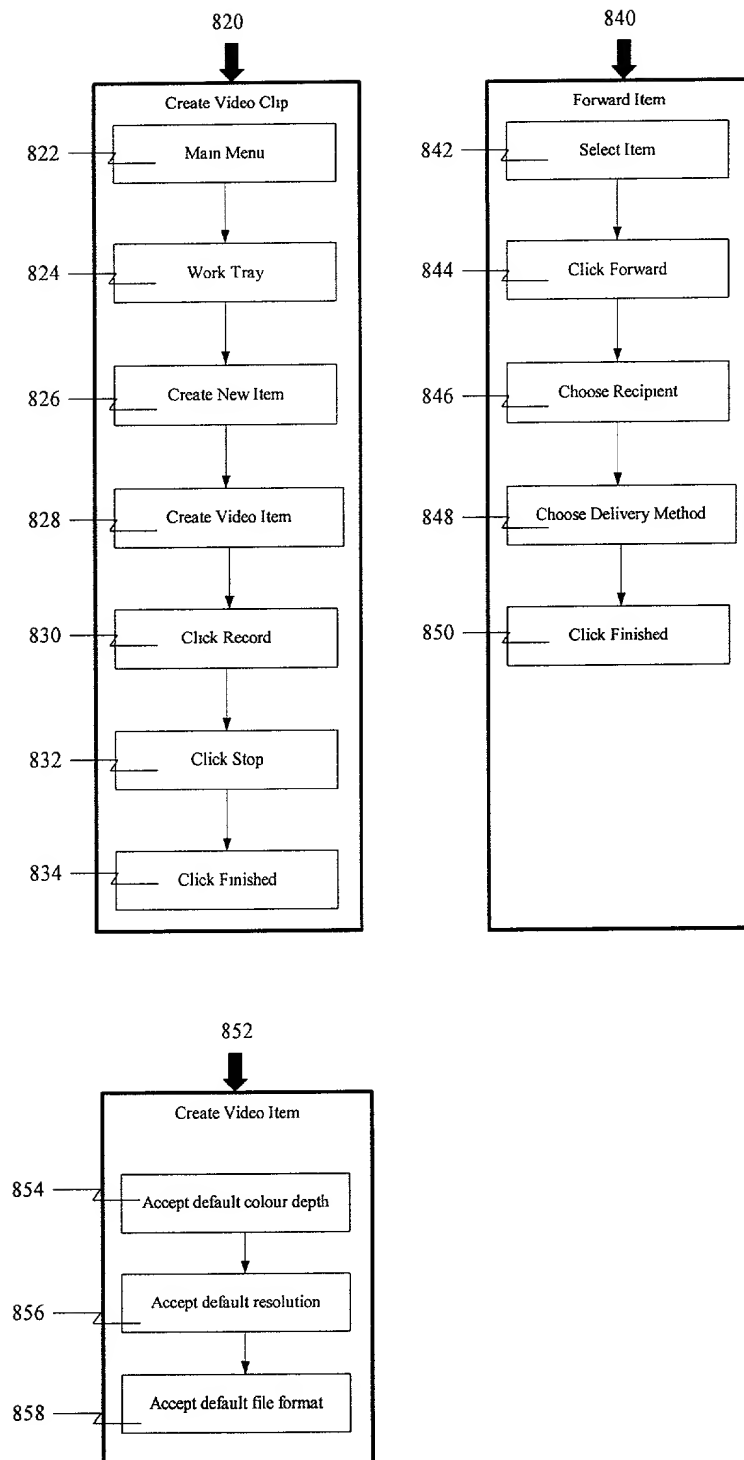 820
Create Video Clip
822
Main Menu
824
Work Tray
826
Create New Item
828
Create Video Item
830
Click Record
832
Click Stop
834
Click Finished
840
Forward Item
842
Select Item
844
Click Forward
846
Choose Recipient
848
Choose Delivery Method
850
Click Finished
852
Create Video Item
854
Accept default colour depth
856
Accept default resolution
858
Accept default file format